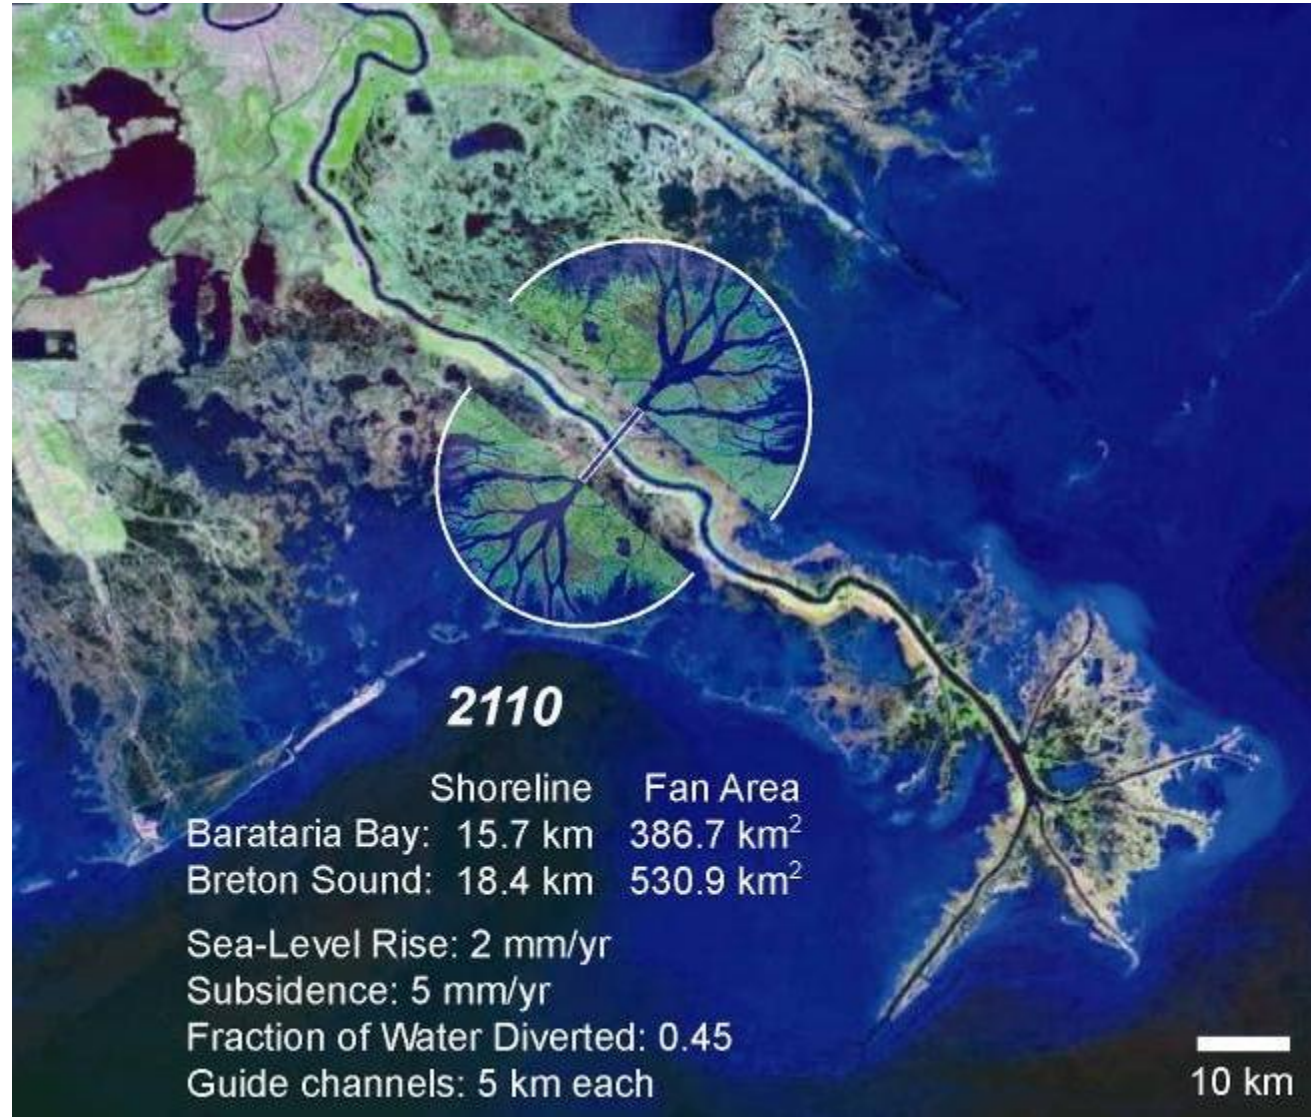 2110
Shoreline Fan Area
Barataria Bay: 15.7 km 386.7 km²
Breton Sound: 18.4 km 530.9 km²
Sea-Level Rise: 2 mm/yr
Subsidence: 5 mm/yr
Fraction of Water Diverted: 0.45
Guide channels: 5 km each
10 km